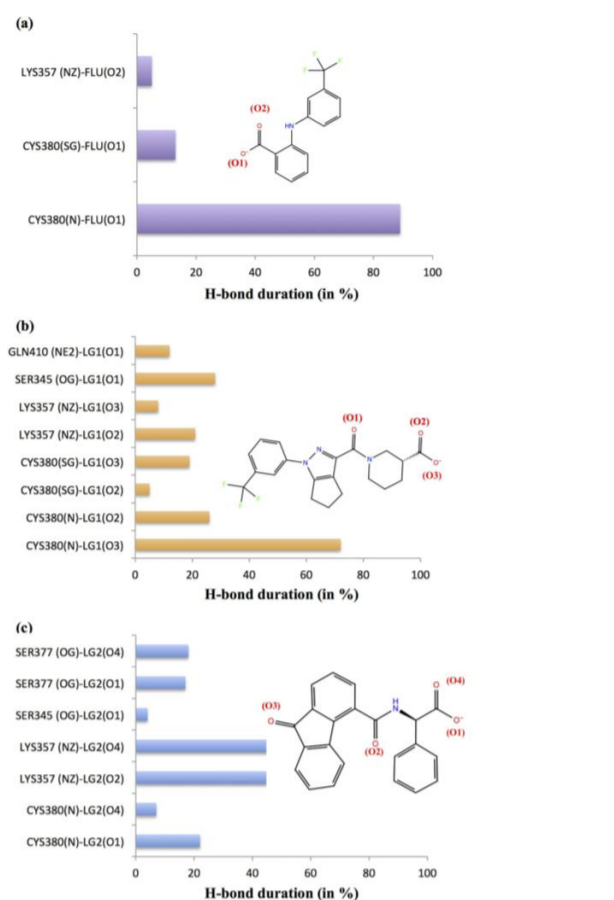 (a)
LYS357 (NZ)-FLU(O2)
CYS380(SG)-FLU(O1)
CYS380(N)-FLU(O1)
F
F
F
(O2)
O
HN
O-
(O1)
0 20 40 60 80 100
H-bond duration (in %)
(b)
GLN410 (NE2)-LG1(O1)
SER345 (OG)-LG1(O1)
LYS357 (NZ)-LG1(O3)
LYS357 (NZ)-LG1(O2)
CYS380(SG)-LG1(O3)
CYS380(SG)-LG1(O2)
CYS380(N)-LG1(O2)
CYS380(N)-LG1(O3)
(O1) (O2)
O O
N
N N O-
(O3)
F F
F
0 20 40 60 80 100
H-bond duration (in %)
(c)
SER377 (OG)-LG2(O4)
SER377 (OG)-LG2(O1)
SER345 (OG)-LG2(O1)
LYS357 (NZ)-LG2(O4)
LYS357 (NZ)-LG2(O2)
CYS380(N)-LG2(O4)
CYS380(N)-LG2(O1)
O (O4)
H
N
(O3)
O O-
(O1)
O
(O2)
0 20 40 60 80 100
H-bond duration (in %)